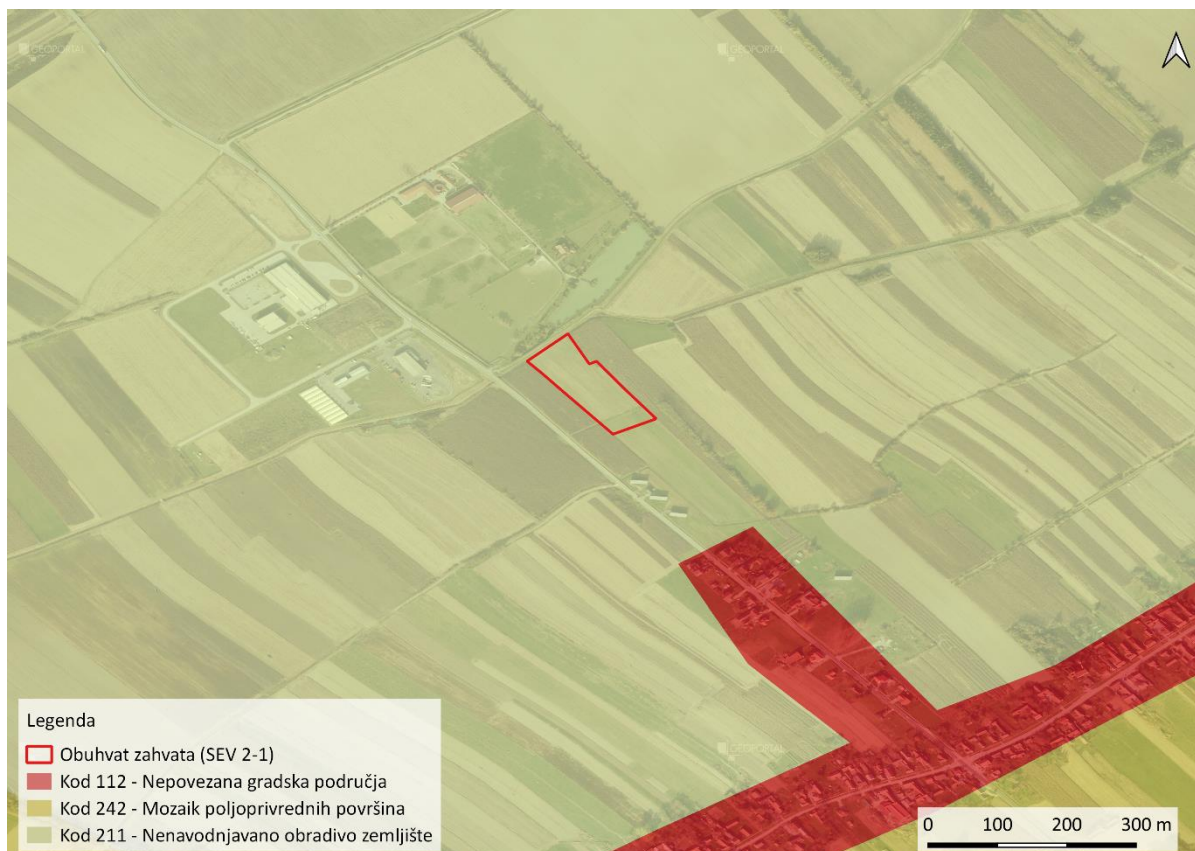 GEOPORTAL
GEOPORTAL
GEOPORTAL
Legenda
Obuhvat zahvata (SEV 2-1)
Kod 112 - Nepovezana gradska područja
Kod 242 - Mozaik poljoprivrednih površina
Kod 211 - Nenavodnjavano obradivo zemljište
0 100 200 300 m